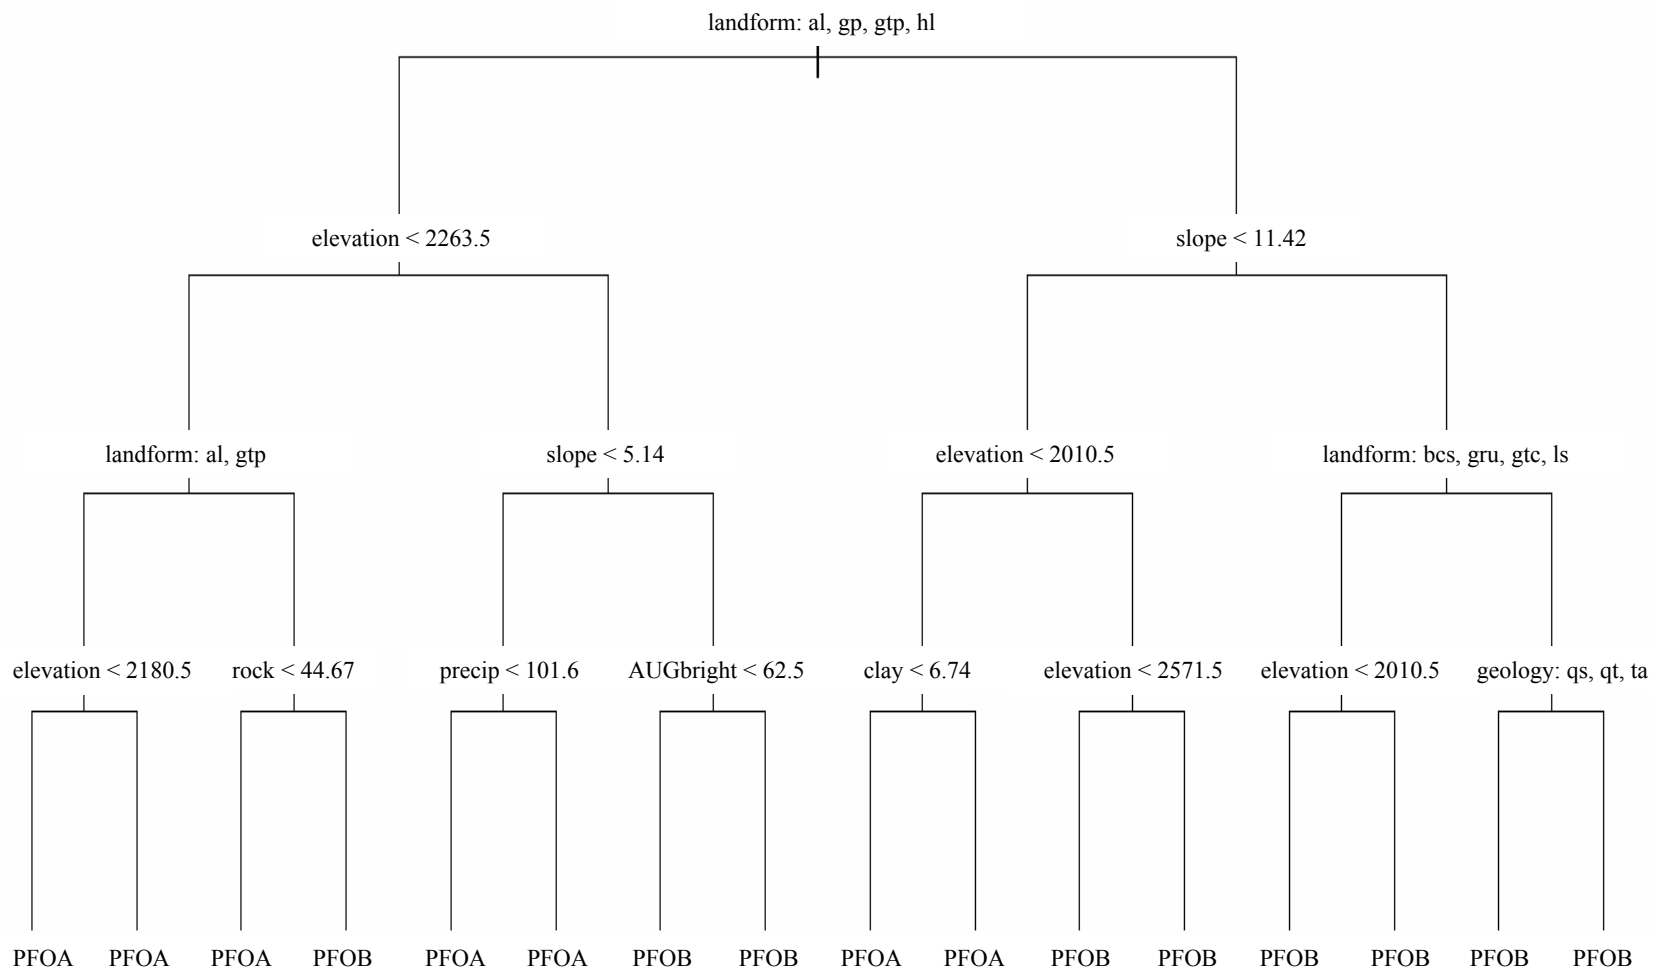 landform: al, gp, gtp, hl
elevation < 2263.5
slope < 11.42
landform: al, gtp
slope < 5.14
elevation < 2010.5
landform: bcs, gru, gtc, ls
elevation < 2180.5
rock < 44.67
precip < 101.6
AUGbright < 62.5
clay < 6.74
elevation < 2571.5
elevation < 2010.5
geology: qs, qt, ta
PFOA PFOA PFOA PFOB PFOA PFOA PFOB PFOB PFOA PFOA PFOB PFOB PFOB PFOB PFOB PFOB